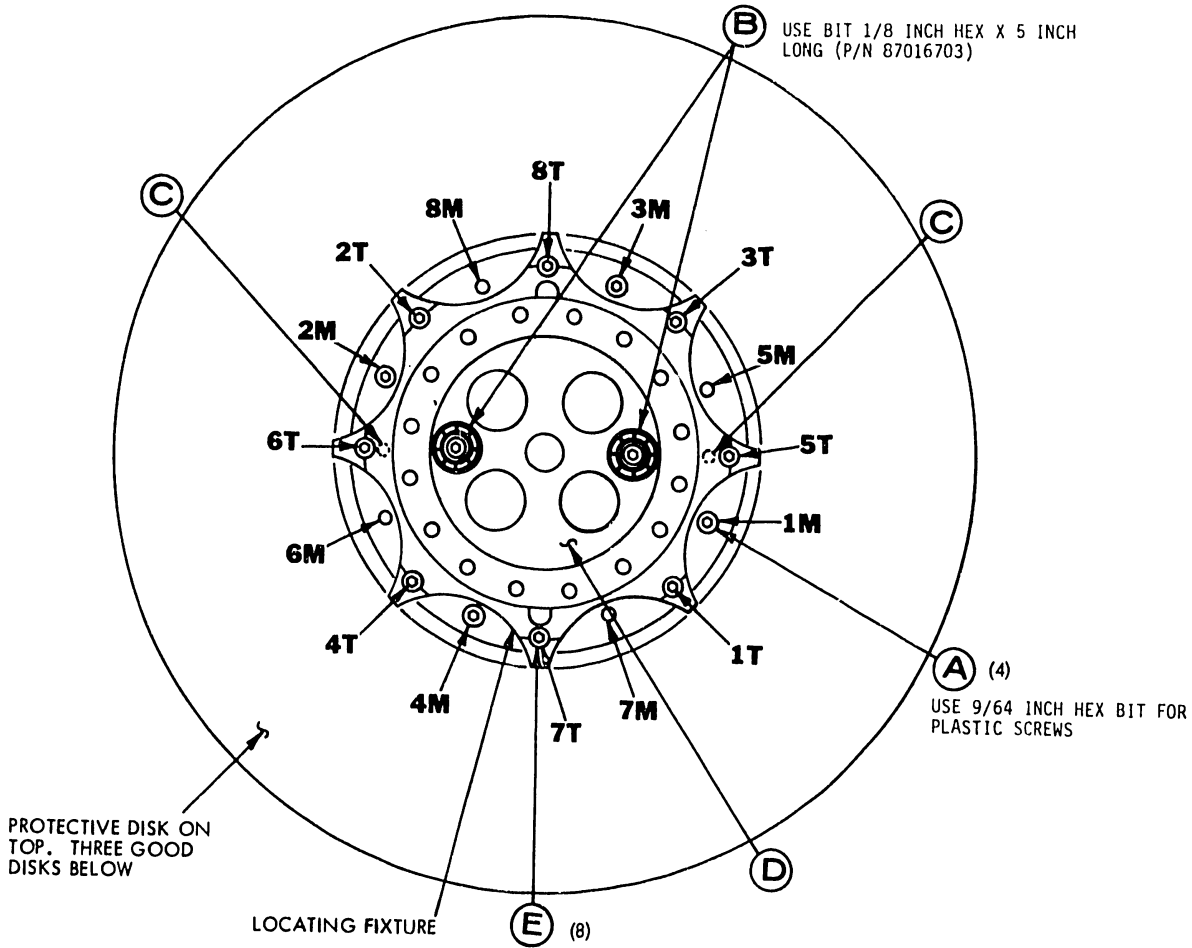 B
USE BIT 1/8 INCH HEX X 5 INCH
LONG (P/N 87016703)
C
C
8T
8M
3M
2T
3T
2M
5M
6T
5T
1M
6M
4T
1T
4M
7M
7T
A (4)
USE 9/64 INCH HEX BIT FOR
PLASTIC SCREWS
PROTECTIVE DISK ON
TOP. THREE GOOD
DISKS BELOW
D
LOCATING FIXTURE
E (8)